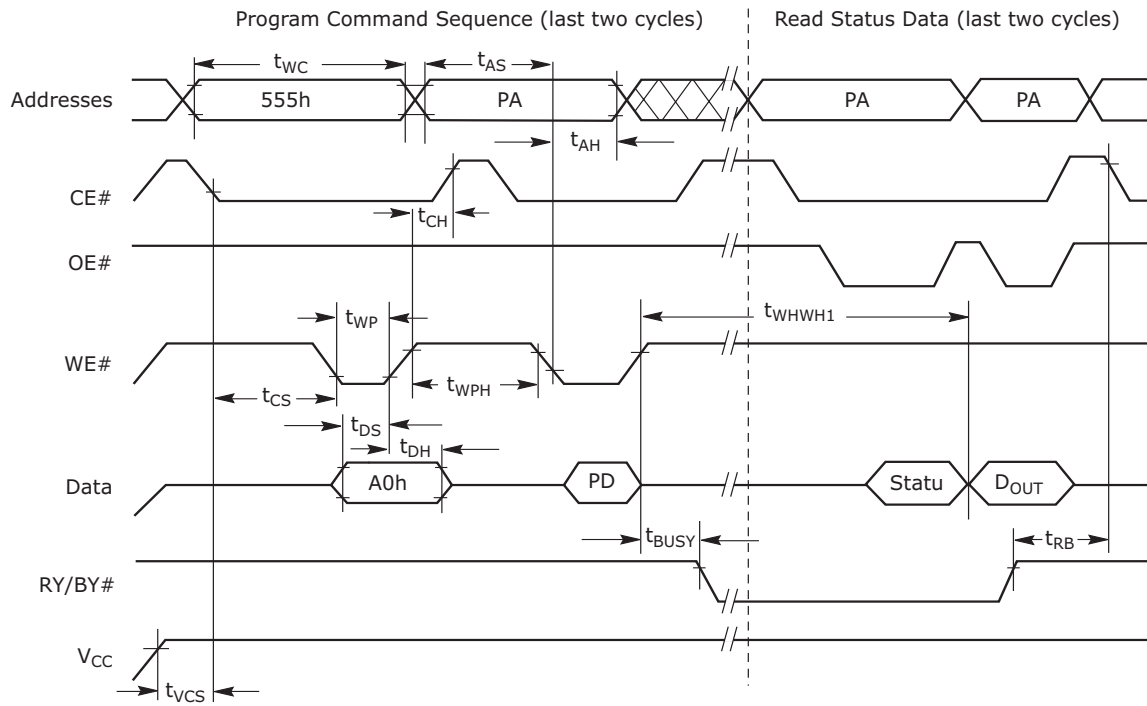 Program Command Sequence (last two cycles) Read Status Data (last two cycles)
tWC tAS
Addresses 555h PA PA PA
tAH
CE#
tCH
OE#
tWP tWHWH1
WE#
tCS tWPH
tDS
tDH
Data A0h PD Statu DOUT
tBUSY tRB
RY/BY#
VCC
tVCS